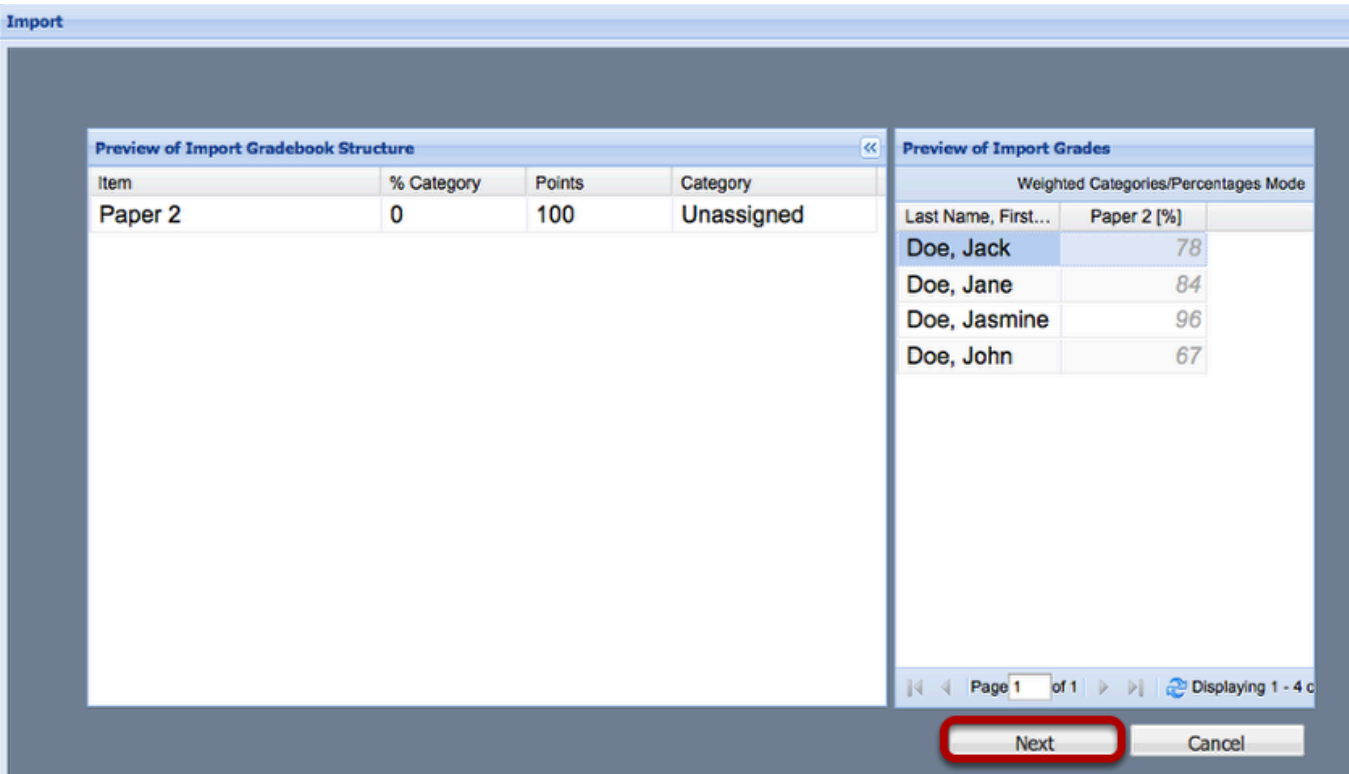 Import
Preview of Import Gradebook Structure
Item % Category Points Category
Paper 2 0 100 Unassigned
Preview of Import Grades
Weighted Categories/Percentages Mode
Last Name, First... Paper 2 [%]
Doe, Jack 78
Doe, Jane 84
Doe, Jasmine 96
Doe, John 67
Page 1 of 1 Displaying 1 - 4 c
Next Cancel